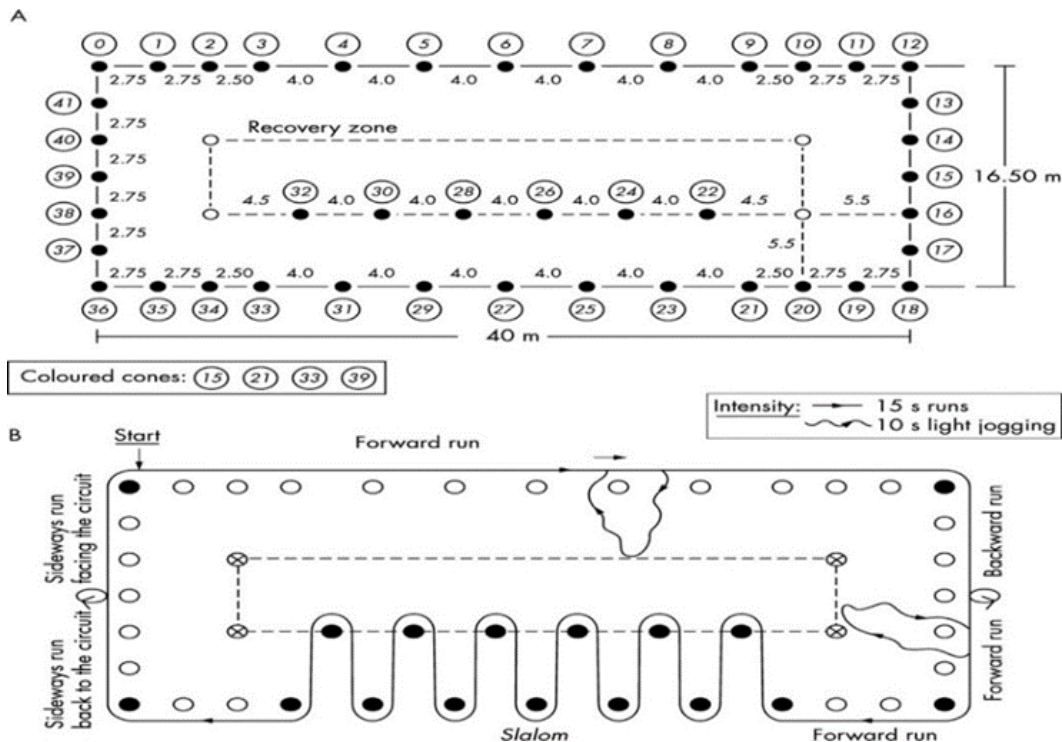 A
0 1 2 3 4 5 6 7 8 9 10 11 12
2.75 2.75 2.50 4.0 4.0 4.0 4.0 4.0 4.0 2.50 2.75 2.75
41 2.75 13
40 2.75 Recovery zone 14
39 2.75 32 30 28 26 24 22 15 16.50 m
38 2.75 4.5 4.0 4.0 4.0 4.0 4.0 4.5 5.5 16
37 2.75 5.5 17
2.75 2.75 2.50 4.0 4.0 4.0 4.0 4.0 4.0 2.50 2.75 2.75
36 35 34 33 31 29 27 25 23 21 20 19 18
40 m
Coloured cones: 15 21 33 39
Intensity: 15 s runs
10 s light jogging
B
Start
Forward run
Sideways run
facing the circuit
Backward run
Sideways run
back to the circuit
Forward run
Slalom
Forward run